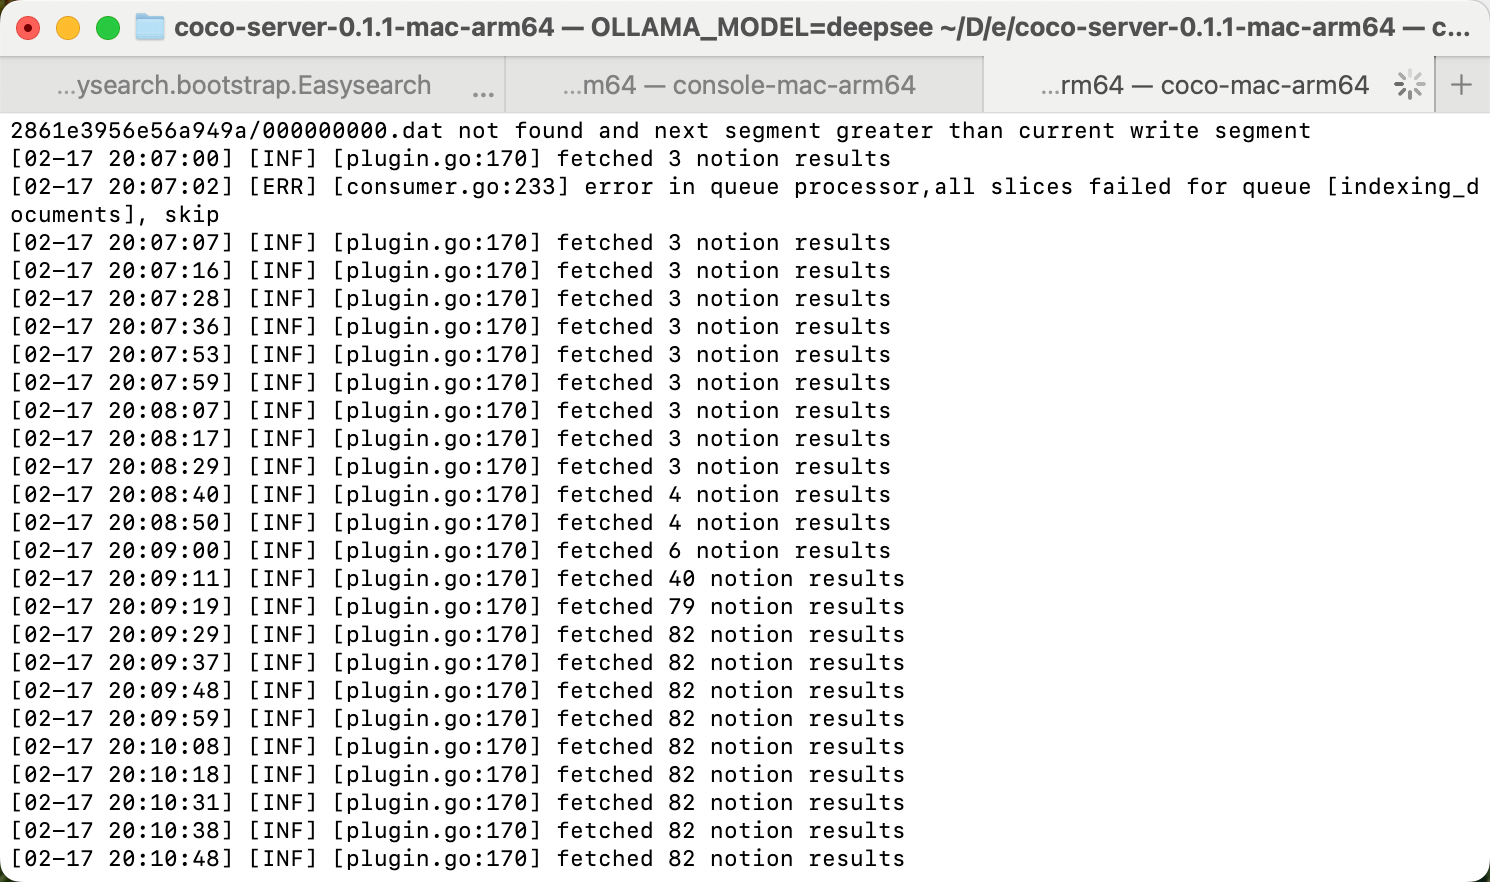 coco-server-0.1.1-mac-arm64 — OLLAMA_MODEL=deepsee ~/D/e/coco-server-0.1.1-mac-arm64 — c...
...ysearch.bootstrap.Easysearch ...
...m64 — console-mac-arm64
...rm64 — coco-mac-arm64
2861e3956e56a949a/000000000.dat not found and next segment greater than current write segment
[02-17 20:07:00] [INF] [plugin.go:170] fetched 3 notion results
[02-17 20:07:02] [ERR] [consumer.go:233] error in queue processor,all slices failed for queue [indexing_d
ocuments], skip
[02-17 20:07:07] [INF] [plugin.go:170] fetched 3 notion results
[02-17 20:07:16] [INF] [plugin.go:170] fetched 3 notion results
[02-17 20:07:28] [INF] [plugin.go:170] fetched 3 notion results
[02-17 20:07:36] [INF] [plugin.go:170] fetched 3 notion results
[02-17 20:07:53] [INF] [plugin.go:170] fetched 3 notion results
[02-17 20:07:59] [INF] [plugin.go:170] fetched 3 notion results
[02-17 20:08:07] [INF] [plugin.go:170] fetched 3 notion results
[02-17 20:08:17] [INF] [plugin.go:170] fetched 3 notion results
[02-17 20:08:29] [INF] [plugin.go:170] fetched 3 notion results
[02-17 20:08:40] [INF] [plugin.go:170] fetched 4 notion results
[02-17 20:08:50] [INF] [plugin.go:170] fetched 4 notion results
[02-17 20:09:00] [INF] [plugin.go:170] fetched 6 notion results
[02-17 20:09:11] [INF] [plugin.go:170] fetched 40 notion results
[02-17 20:09:19] [INF] [plugin.go:170] fetched 79 notion results
[02-17 20:09:29] [INF] [plugin.go:170] fetched 82 notion results
[02-17 20:09:37] [INF] [plugin.go:170] fetched 82 notion results
[02-17 20:09:48] [INF] [plugin.go:170] fetched 82 notion results
[02-17 20:09:59] [INF] [plugin.go:170] fetched 82 notion results
[02-17 20:10:08] [INF] [plugin.go:170] fetched 82 notion results
[02-17 20:10:18] [INF] [plugin.go:170] fetched 82 notion results
[02-17 20:10:31] [INF] [plugin.go:170] fetched 82 notion results
[02-17 20:10:38] [INF] [plugin.go:170] fetched 82 notion results
[02-17 20:10:48] [INF] [plugin.go:170] fetched 82 notion results